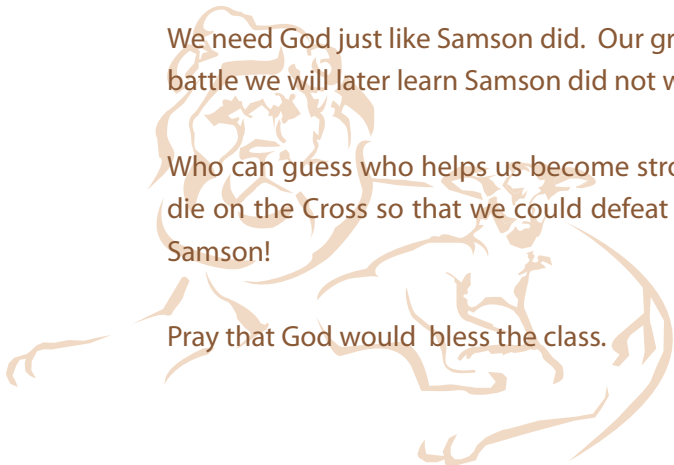 We need God just like Samson did.  Our gr
battle we will later learn Samson did not w
Who can guess who helps us become stro
die on the Cross so that we could defeat
Samson!
Pray that God would  bless the class.